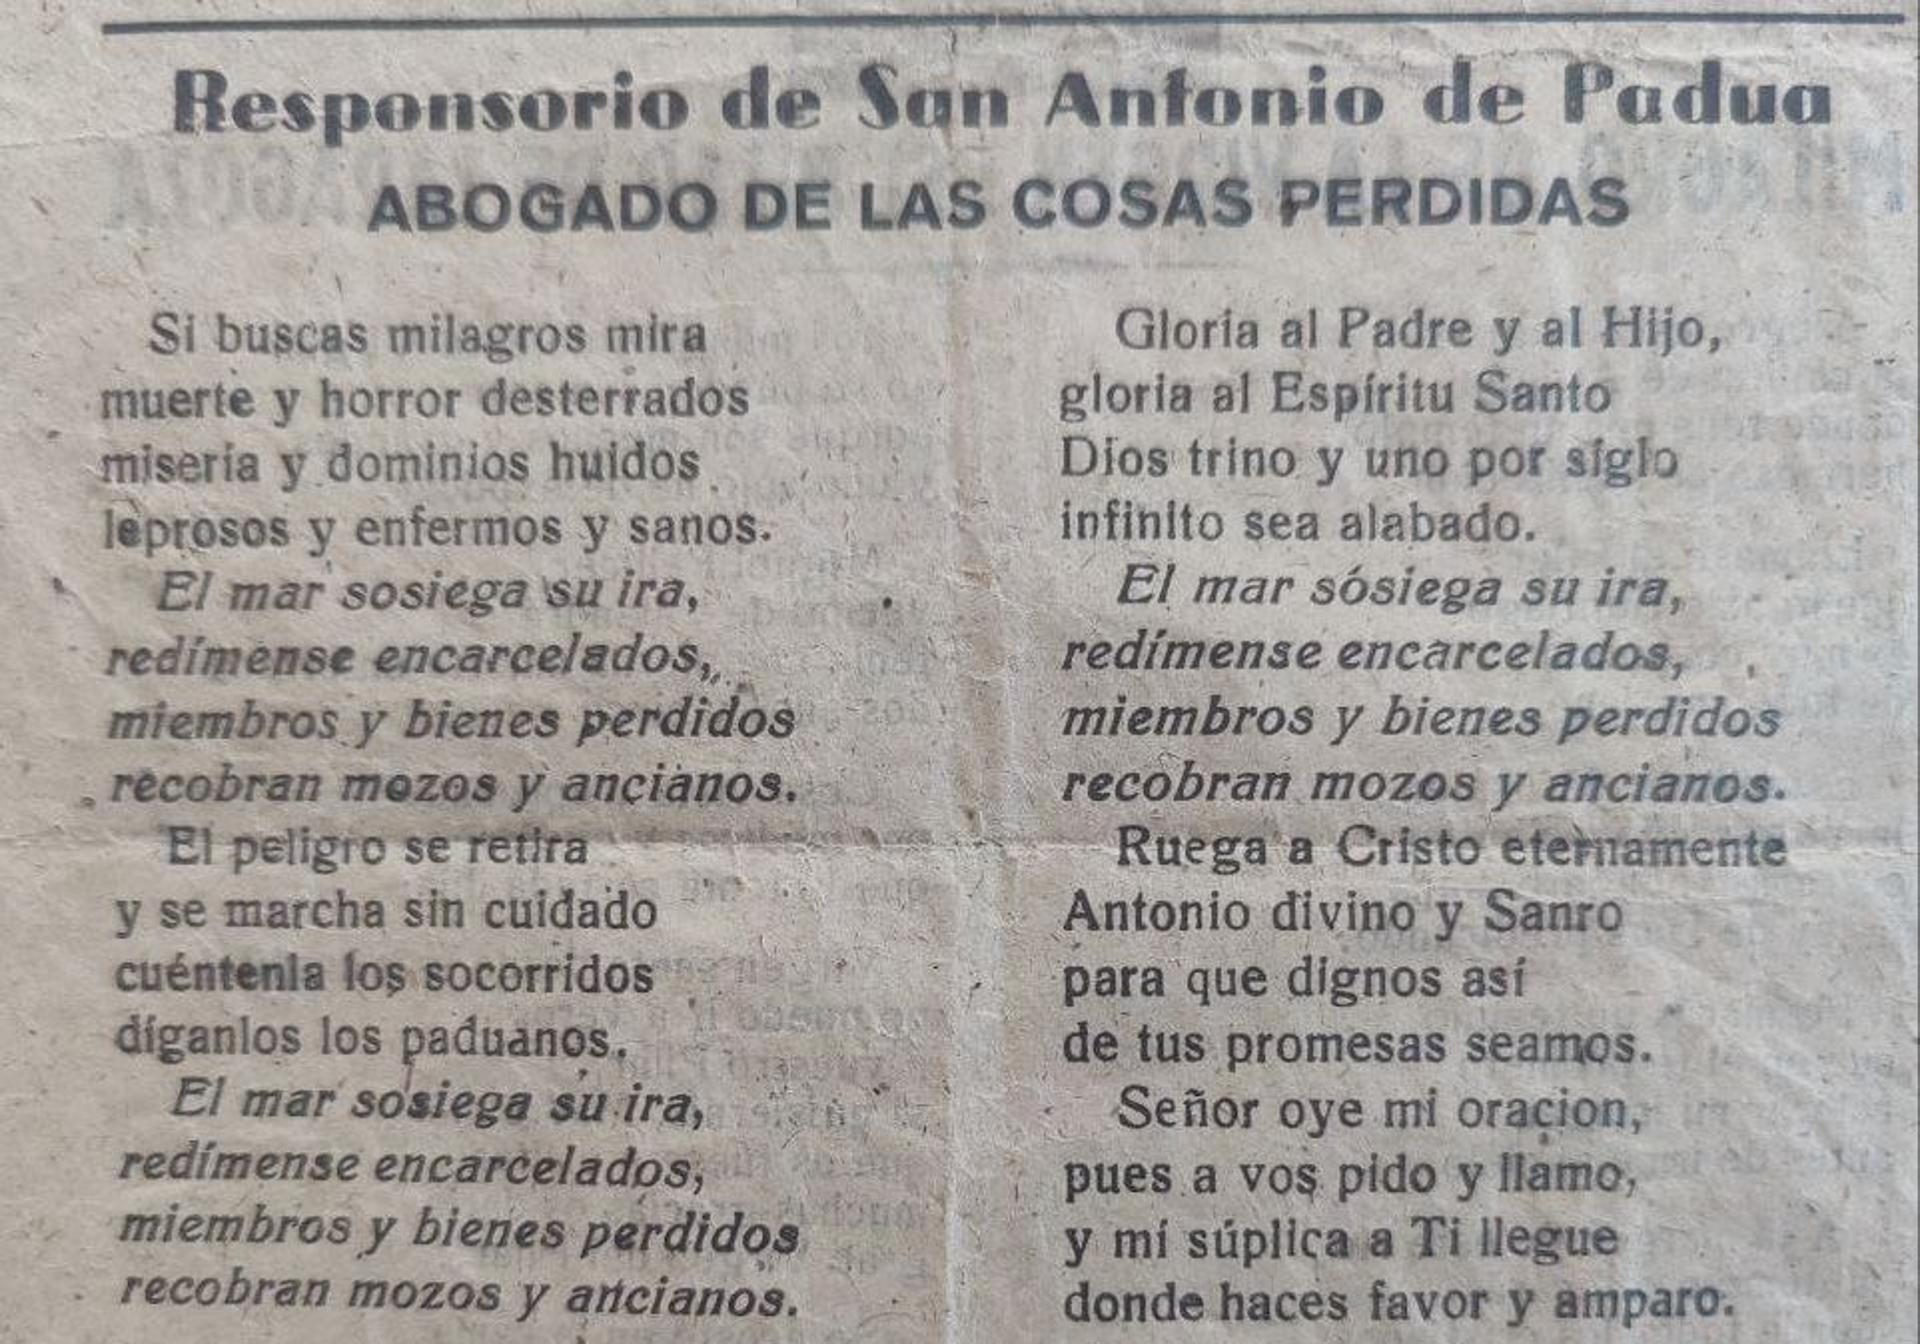 Responsorio de San Antonio de Padua
ABOGADO DE LAS COSAS PERDIDAS
Si buscas milagros mira
muerte y horror desterrados
miseria y dominios huidos
leprosos y enfermos y sanos.
El mar sosiega su ira,
redímense encarcelados,
miembros y bienes perdidos
recobran mozos y ancianos.
El peligro se retira
y se marcha sin cuidado
cuéntenla los socorridos
díganlos los paduanos.
El mar sosiega su ira,
redímense encarcelados,
miembros y bienes perdidos
recobran mozos y ancianos.
Gloria al Padre y al Hijo,
gloria al Espíritu Santo
Dios trino y uno por siglo
infinito sea alabado.
El mar sósiega su ira,
redímense encarcelados,
miembros y bienes perdidos
recobran mozos y ancianos.
Ruega a Cristo eternamente
Antonio divino y Sanro
para que dignos así
de tus promesas seamos.
Señor oye mi oracion,
pues a vos pido y llamo,
y mí súplica a Ti llegue
donde haces favor y amparo.